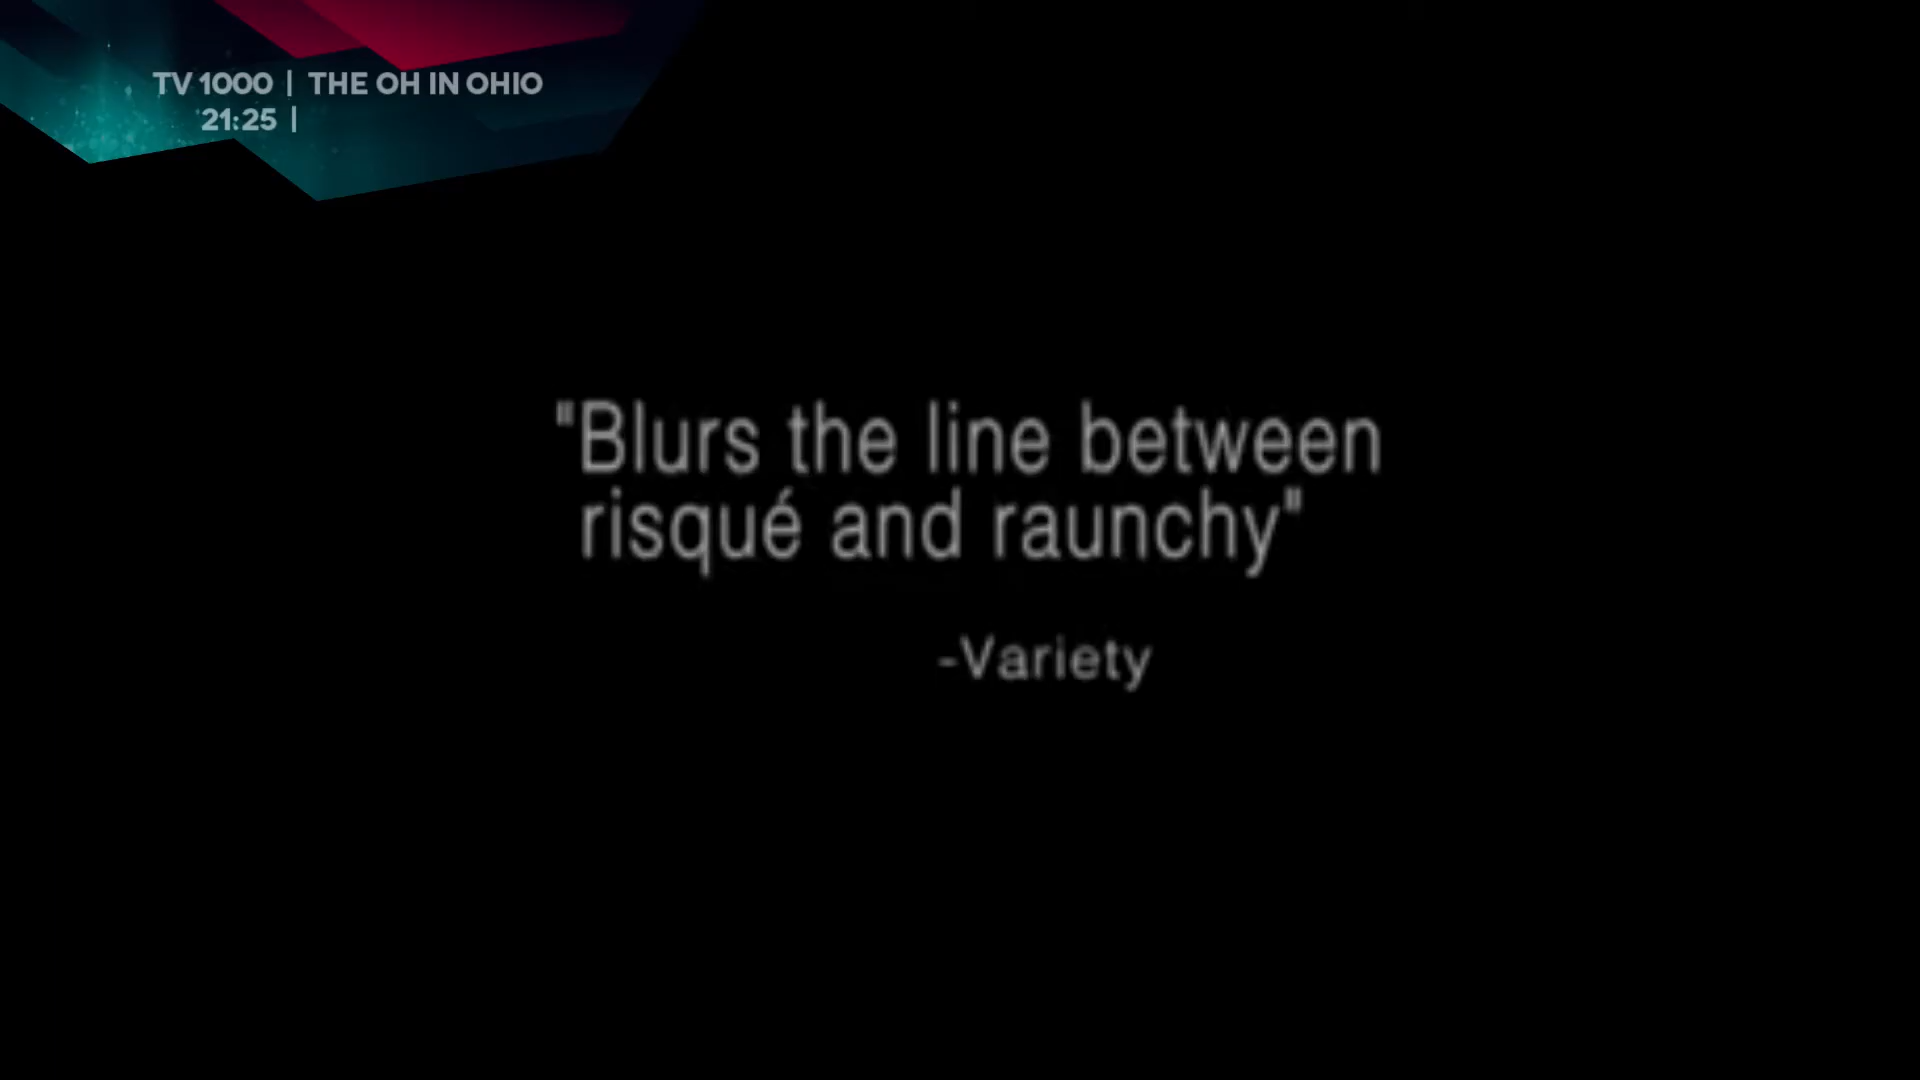 TV 1000 | THE OH IN OHIO
21:25 |
"Blurs the line between
risqué and raunchy"
-Variety